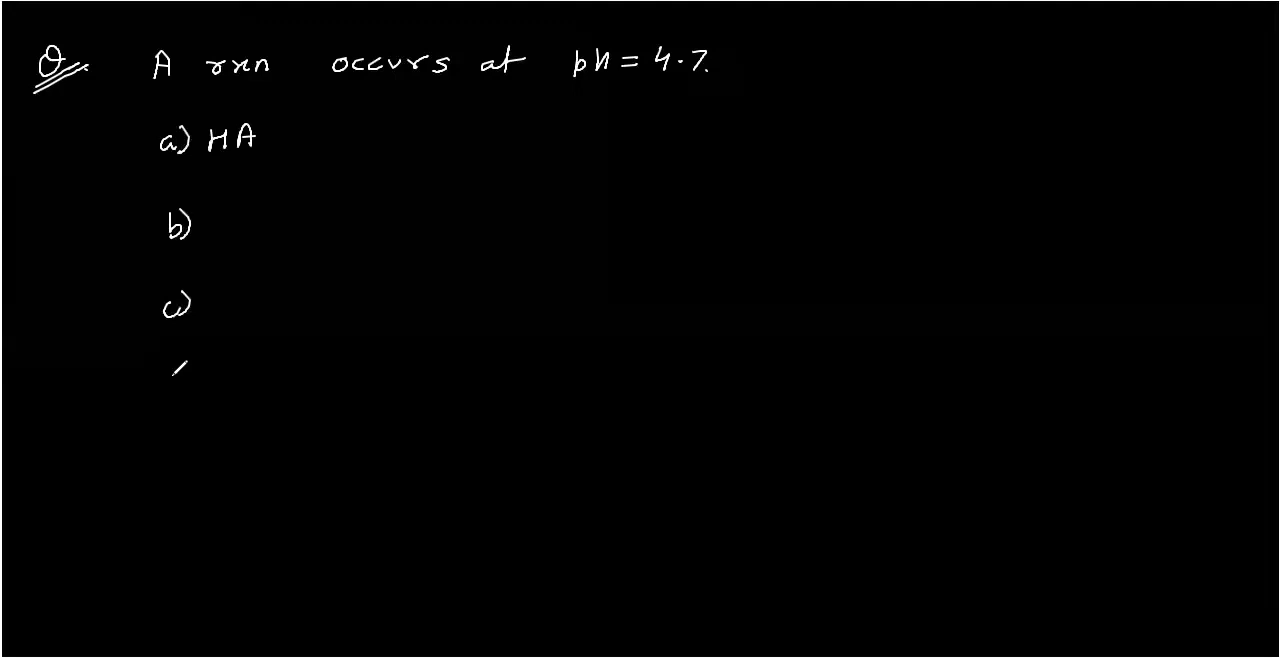 Q. A rxn occurs at pH = 4.7.
a) HA
b)
c)